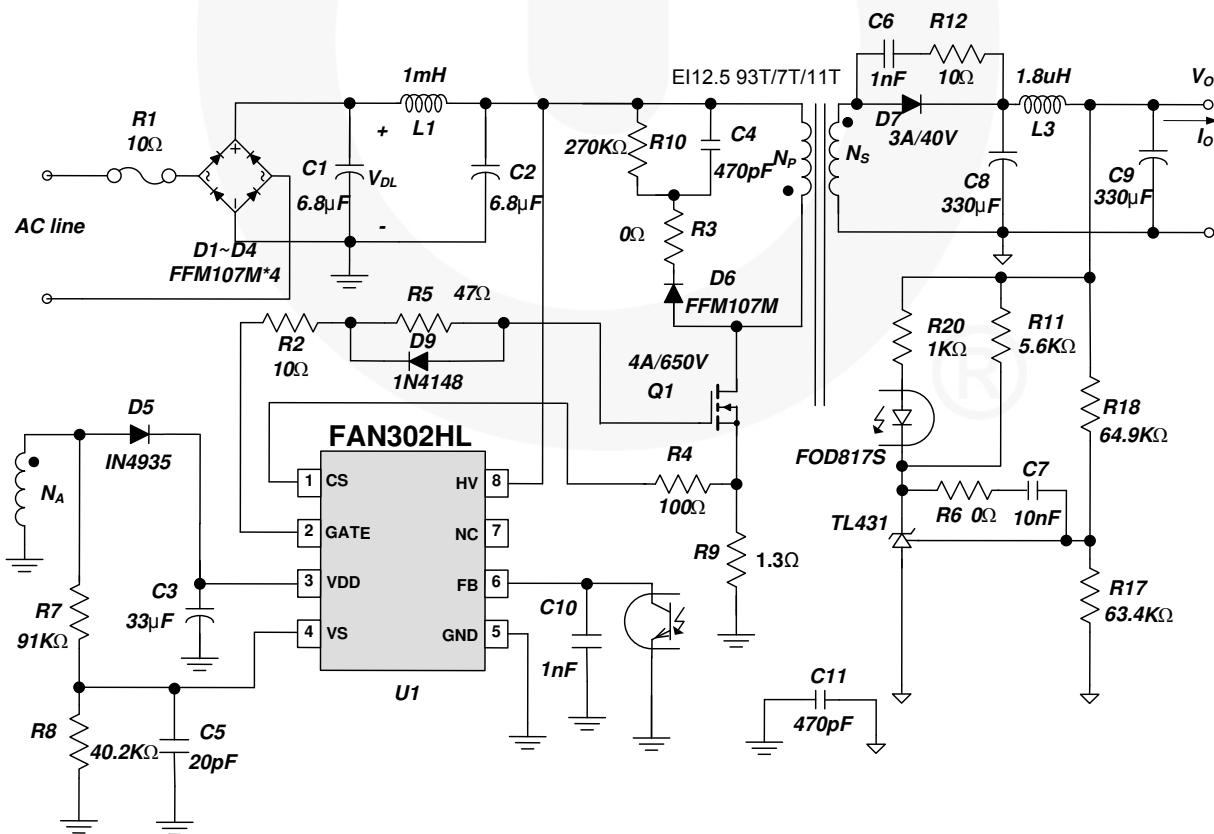 C6
R12
1nF
10Ω
EI12.5 93T/7T/11T
1mH
L1
1.8uH
L3
VO
IO
R1
10Ω
D7
3A/40V
R10
270KΩ
C4
470pF
NP
NS
+
C1
VDL
6.8µF
-
C2
6.8µF
C8
330µF
C9
330µF
AC line
D1~D4
FFM107M*4
R3
0Ω
D6
FFM107M
R5
47Ω
D9
1N4148
R2
10Ω
4A/650V
Q1
R20
1KΩ
R11
5.6KΩ
®
FOD817S
R18
64.9KΩ
D5
IN4935
NA
FAN302HL
1
CS
HV
8
2
GATE
NC
7
3
VDD
FB
6
4
VS
GND
5
U1
R4
100Ω
R9
1.3Ω
R6
0Ω
C7
10nF
TL431
R17
63.4KΩ
C3
33µF
R7
91KΩ
C10
1nF
R8
40.2KΩ
C5
20pF
C11
470pF